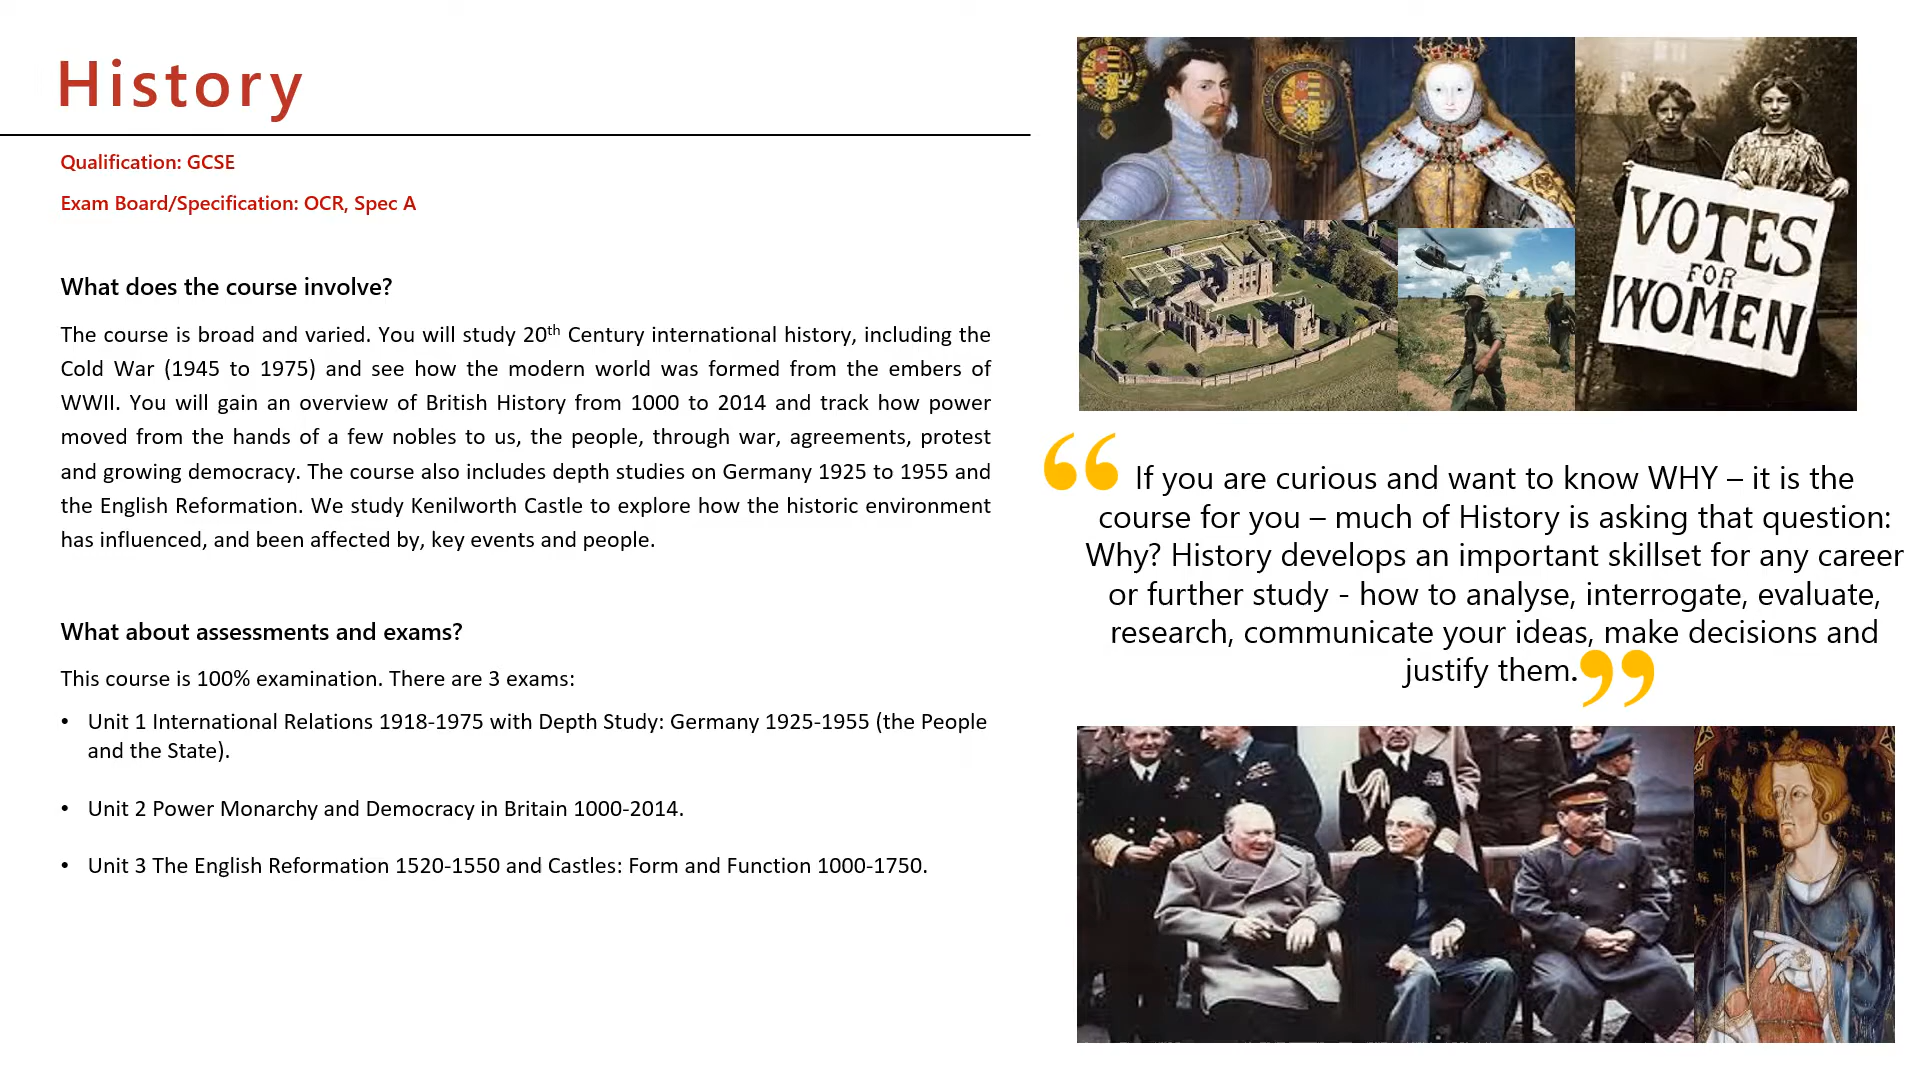 History
Qualification: GCSE
Exam Board/Specification: OCR, Spec A
What does the course involve?
The course is broad and varied. You will study 20th Century international history, including the
Cold War (1945 to 1975) and see how the modern world was formed from the embers of
WWII. You will gain an overview of British History from 1000 to 2014 and track how power
moved from the hands of a few nobles to us, the people, through war, agreements, protest
and growing democracy. The course also includes depth studies on Germany 1925 to 1955 and
the English Reformation. We study Kenilworth Castle to explore how the historic environment
has influenced, and been affected by, key events and people.
What about assessments and exams?
This course is 100% examination. There are 3 exams:
• Unit 1 International Relations 1918-1975 with Depth Study: Germany 1925-1955 (the People
and the State).
• Unit 2 Power Monarchy and Democracy in Britain 1000-2014.
• Unit 3 The English Reformation 1520-1550 and Castles: Form and Function 1000-1750.
VOTES
FOR
WOMEN
“ If you are curious and want to know WHY – it is the
course for you – much of History is asking that question:
Why? History develops an important skillset for any career
or further study - how to analyse, interrogate, evaluate,
research, communicate your ideas, make decisions and
justify them.”